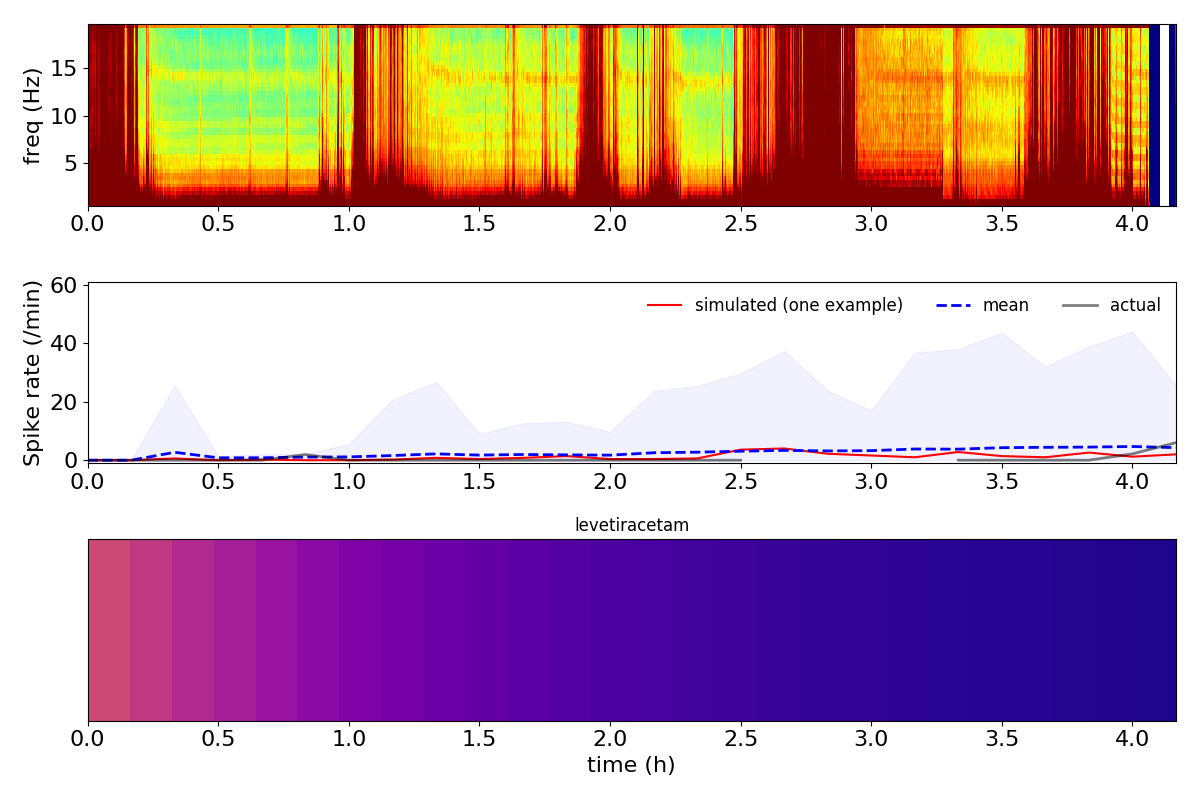 freq (Hz)
15
10
5
0.0 0.5 1.0 1.5 2.0 2.5 3.0 3.5 4.0
Spike rate (/min)
60
40
20
0
simulated (one example) mean actual
0.0 0.5 1.0 1.5 2.0 2.5 3.0 3.5 4.0
levetiracetam
0.0 0.5 1.0 1.5 2.0 2.5 3.0 3.5 4.0
time (h)